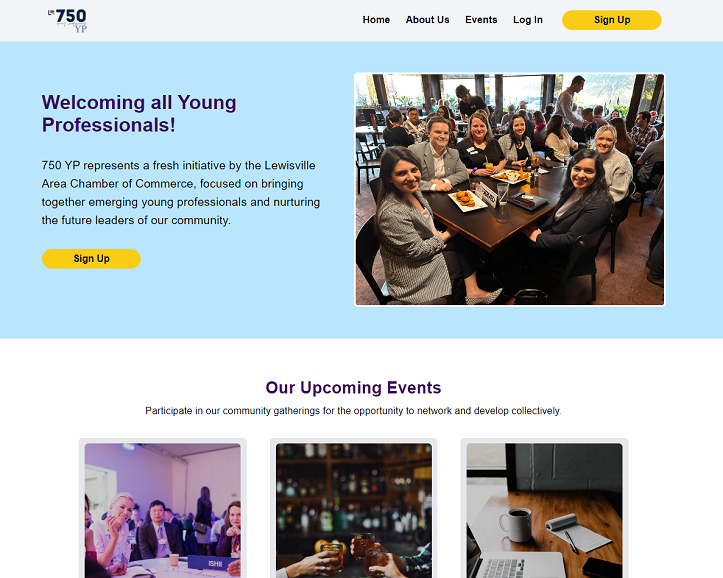 750
YP
Home About Us Events Log In Sign Up
Welcoming all Young
Professionals!
750 YP represents a fresh initiative by the Lewisville
Area Chamber of Commerce, focused on bringing
together emerging young professionals and nurturing
the future leaders of our community.
Sign Up
Our Upcoming Events
Participate in our community gatherings for the opportunity to network and develop collectively.
ISHII